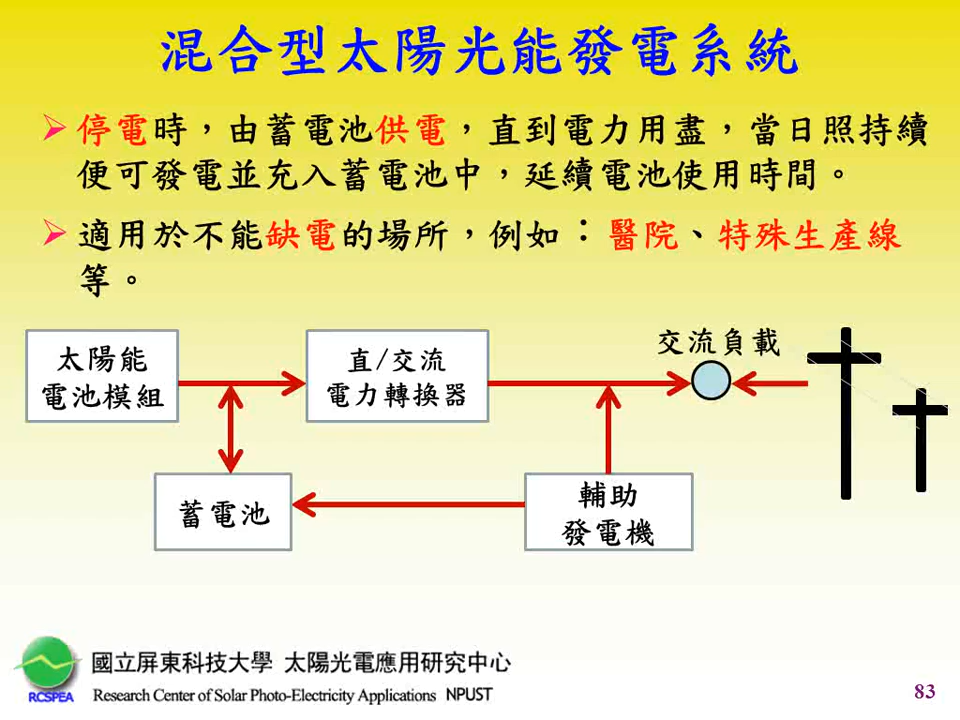 混合型太陽光能發電系統
停電時，由蓄電池供電，直到電力用盡，當日照持續
便可發電並充入蓄電池中，延續電池使用時間。
適用於不能缺電的場所，例如：醫院、特殊生產線
等。
交流負載
太陽能
電池模組
直/交流
電力轉換器
蓄電池
輔助
發電機
國立屏東科技大學 太陽光電應用研究中心
RCSPEA
Research Center of Solar Photo-Electricity Applications NPUST
83